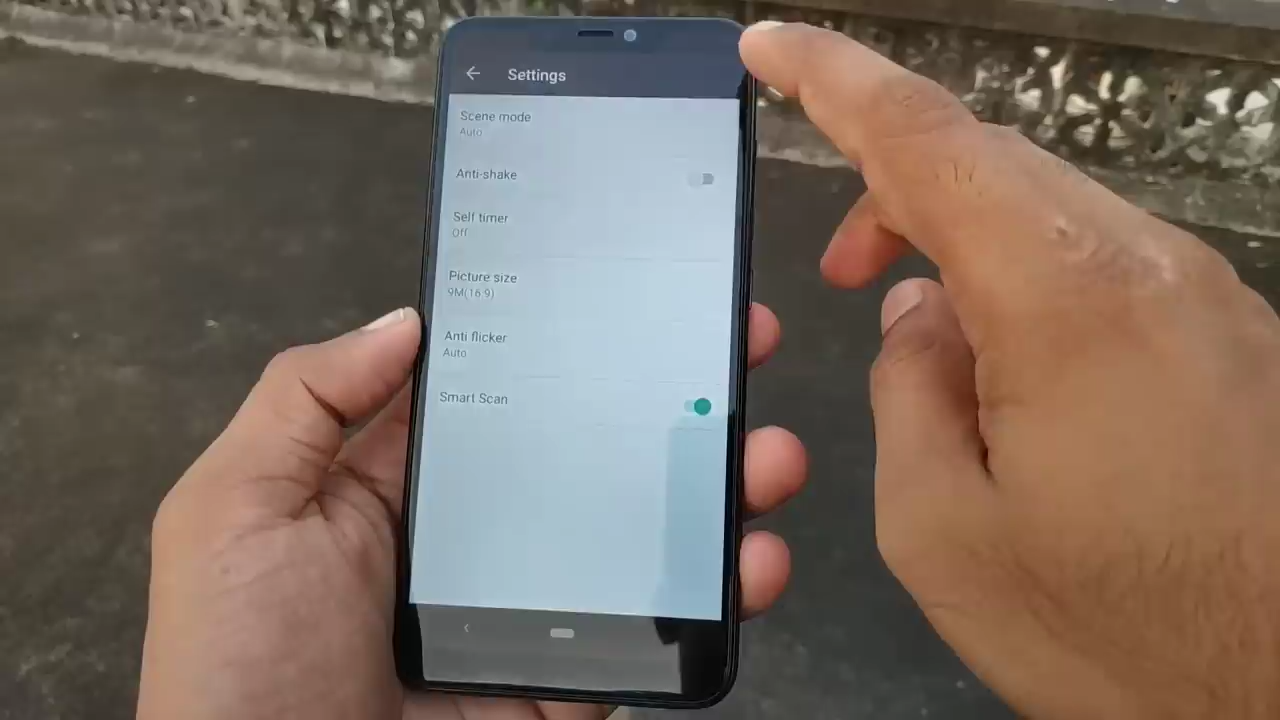 Settings
Scene mode
Auto
Anti-shake
Self timer
Off
Picture size
9M(16:9)
Anti flicker
Auto
Smart Scan